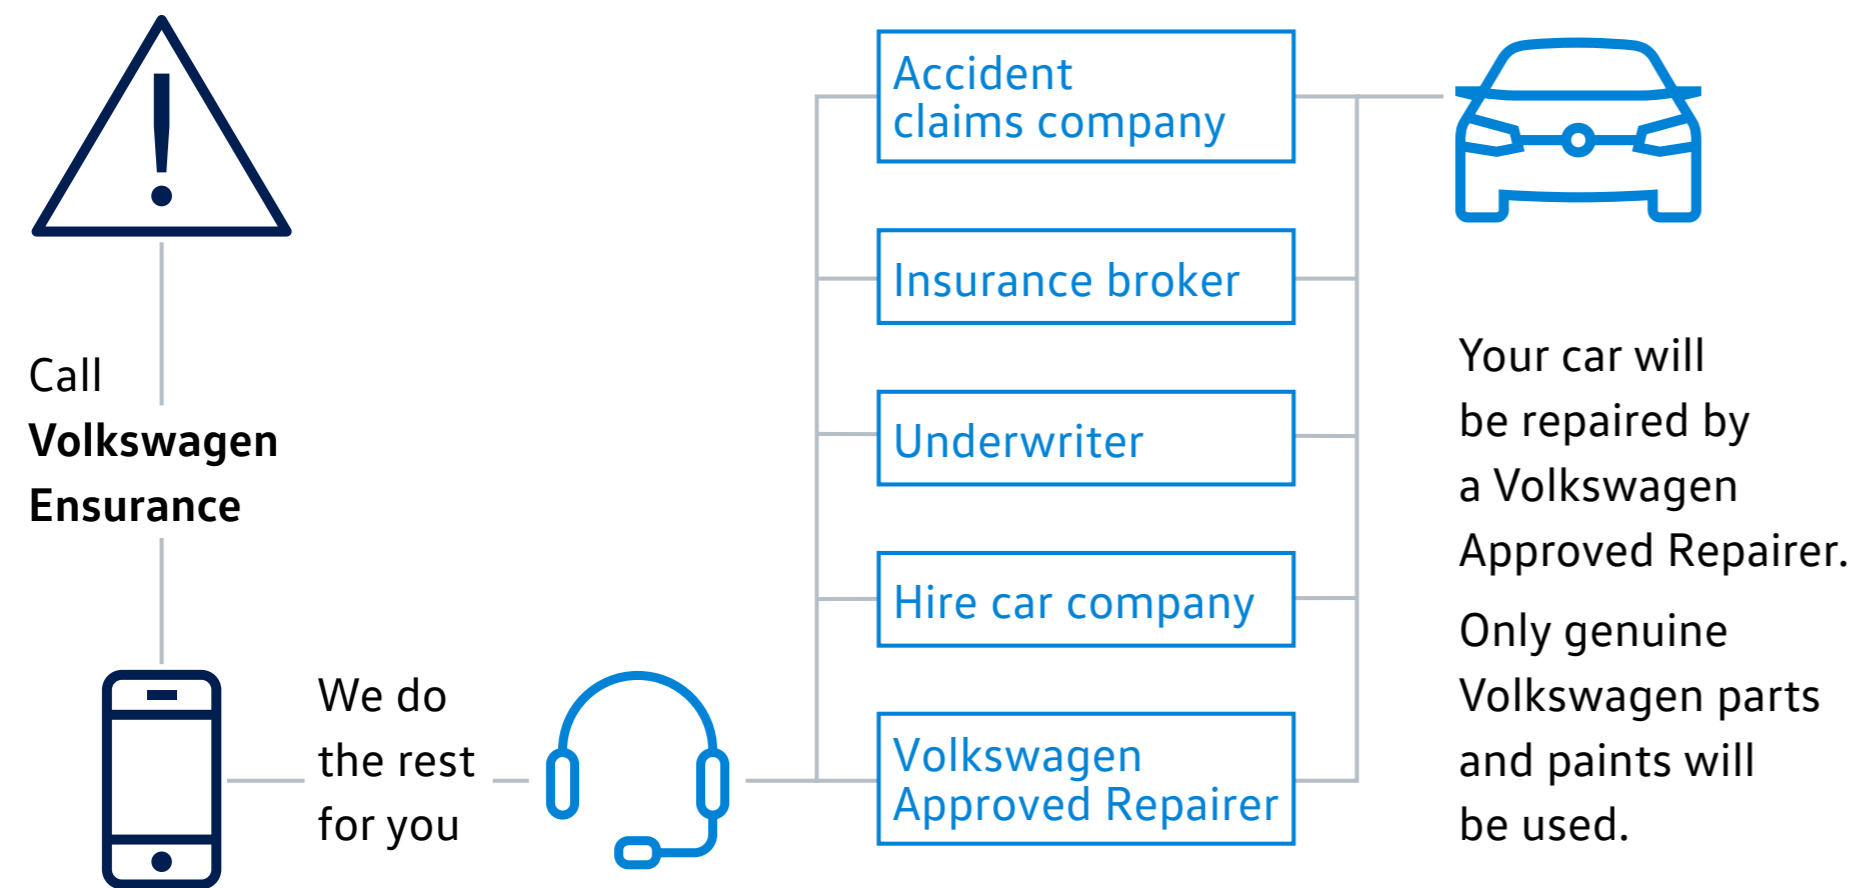 Call
Volkswagen
Ensurance
We do
the rest
for you
Accident
claims company
Insurance broker
Underwriter
Hire car company
Volkswagen
Approved Repairer
Your car will
be repaired by
a Volkswagen
Approved Repairer.
Only genuine
Volkswagen parts
and paints will
be used.